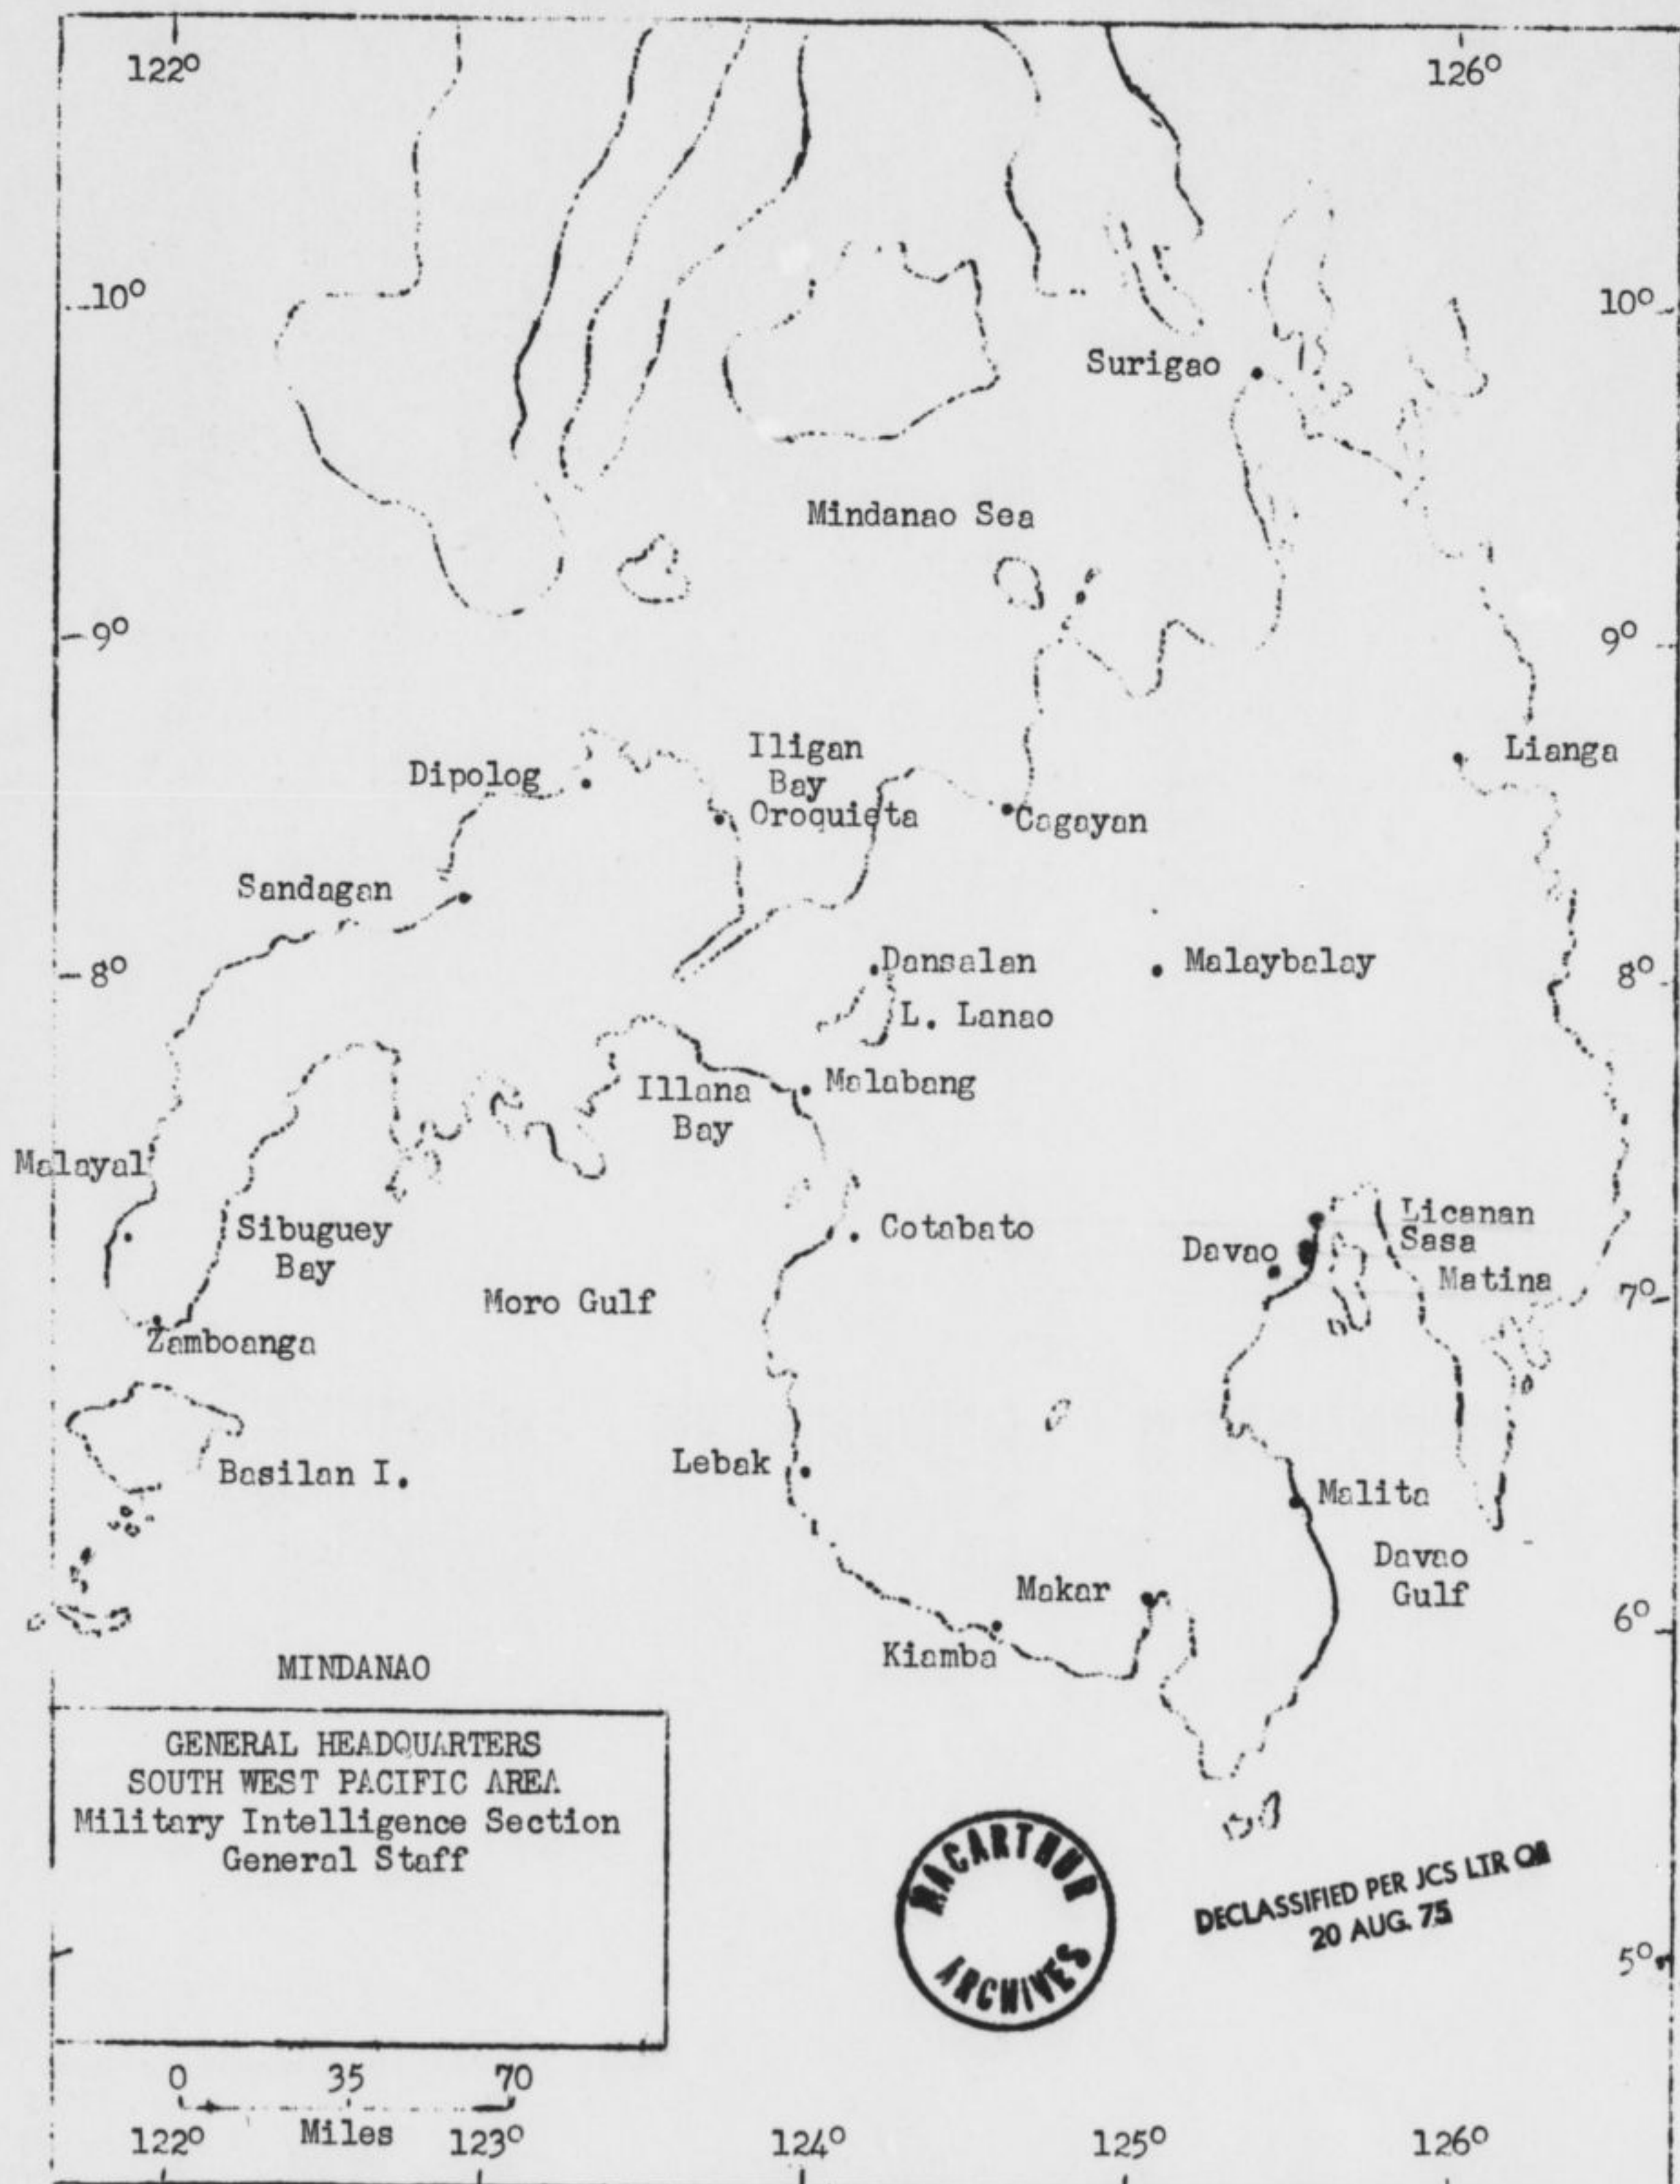 122° 126°
10° 10°
Surigao
Mindanao Sea
9° 9°
Iligan
Bay
Dipolog
Lianga
Oroquieta
Cagayan
Sandagan
8° 8°
Dansalan
Malaybalay
L. Lanao
Illana
Bay
Malabang
Malayal
Sibuguey
Bay
Cotabato
Licanan
Sasa
Davao
Matina
Moro Gulf
7°
Zamboanga
Basilan I.
Lebak
Malita
Davao
Gulf
Makar
6°
Kiamba
MINDANAO
GENERAL HEADQUARTERS
SOUTH WEST PACIFIC AREA
Military Intelligence Section
General Staff
MACARTHUR
ARCHIVES
DECLASSIFIED PER JCS LTR OF
20 AUG. 75
5°
0 35 70
Miles
122° 123° 124° 125° 126°